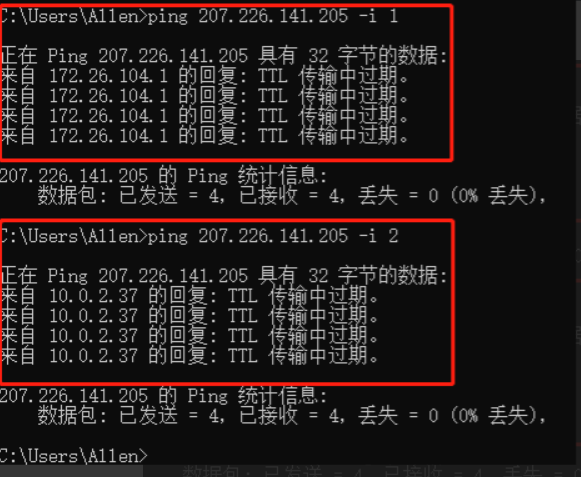 C:\Users\Allen>ping 207.226.141.205 -i 1
正在 Ping 207.226.141.205 具有 32 字节的数据:
来自 172.26.104.1 的回复: TTL 传输中过期。
来自 172.26.104.1 的回复: TTL 传输中过期。
来自 172.26.104.1 的回复: TTL 传输中过期。
来自 172.26.104.1 的回复: TTL 传输中过期。
207.226.141.205 的 Ping 统计信息:
数据包: 已发送 = 4, 已接收 = 4, 丢失 = 0 (0% 丢失),
C:\Users\Allen>ping 207.226.141.205 -i 2
正在 Ping 207.226.141.205 具有 32 字节的数据:
来自 10.0.2.37 的回复: TTL 传输中过期。
来自 10.0.2.37 的回复: TTL 传输中过期。
来自 10.0.2.37 的回复: TTL 传输中过期。
来自 10.0.2.37 的回复: TTL 传输中过期。
207.226.141.205 的 Ping 统计信息:
数据包: 已发送 = 4, 已接收 = 4, 丢失 = 0 (0% 丢失),
C:\Users\Allen>